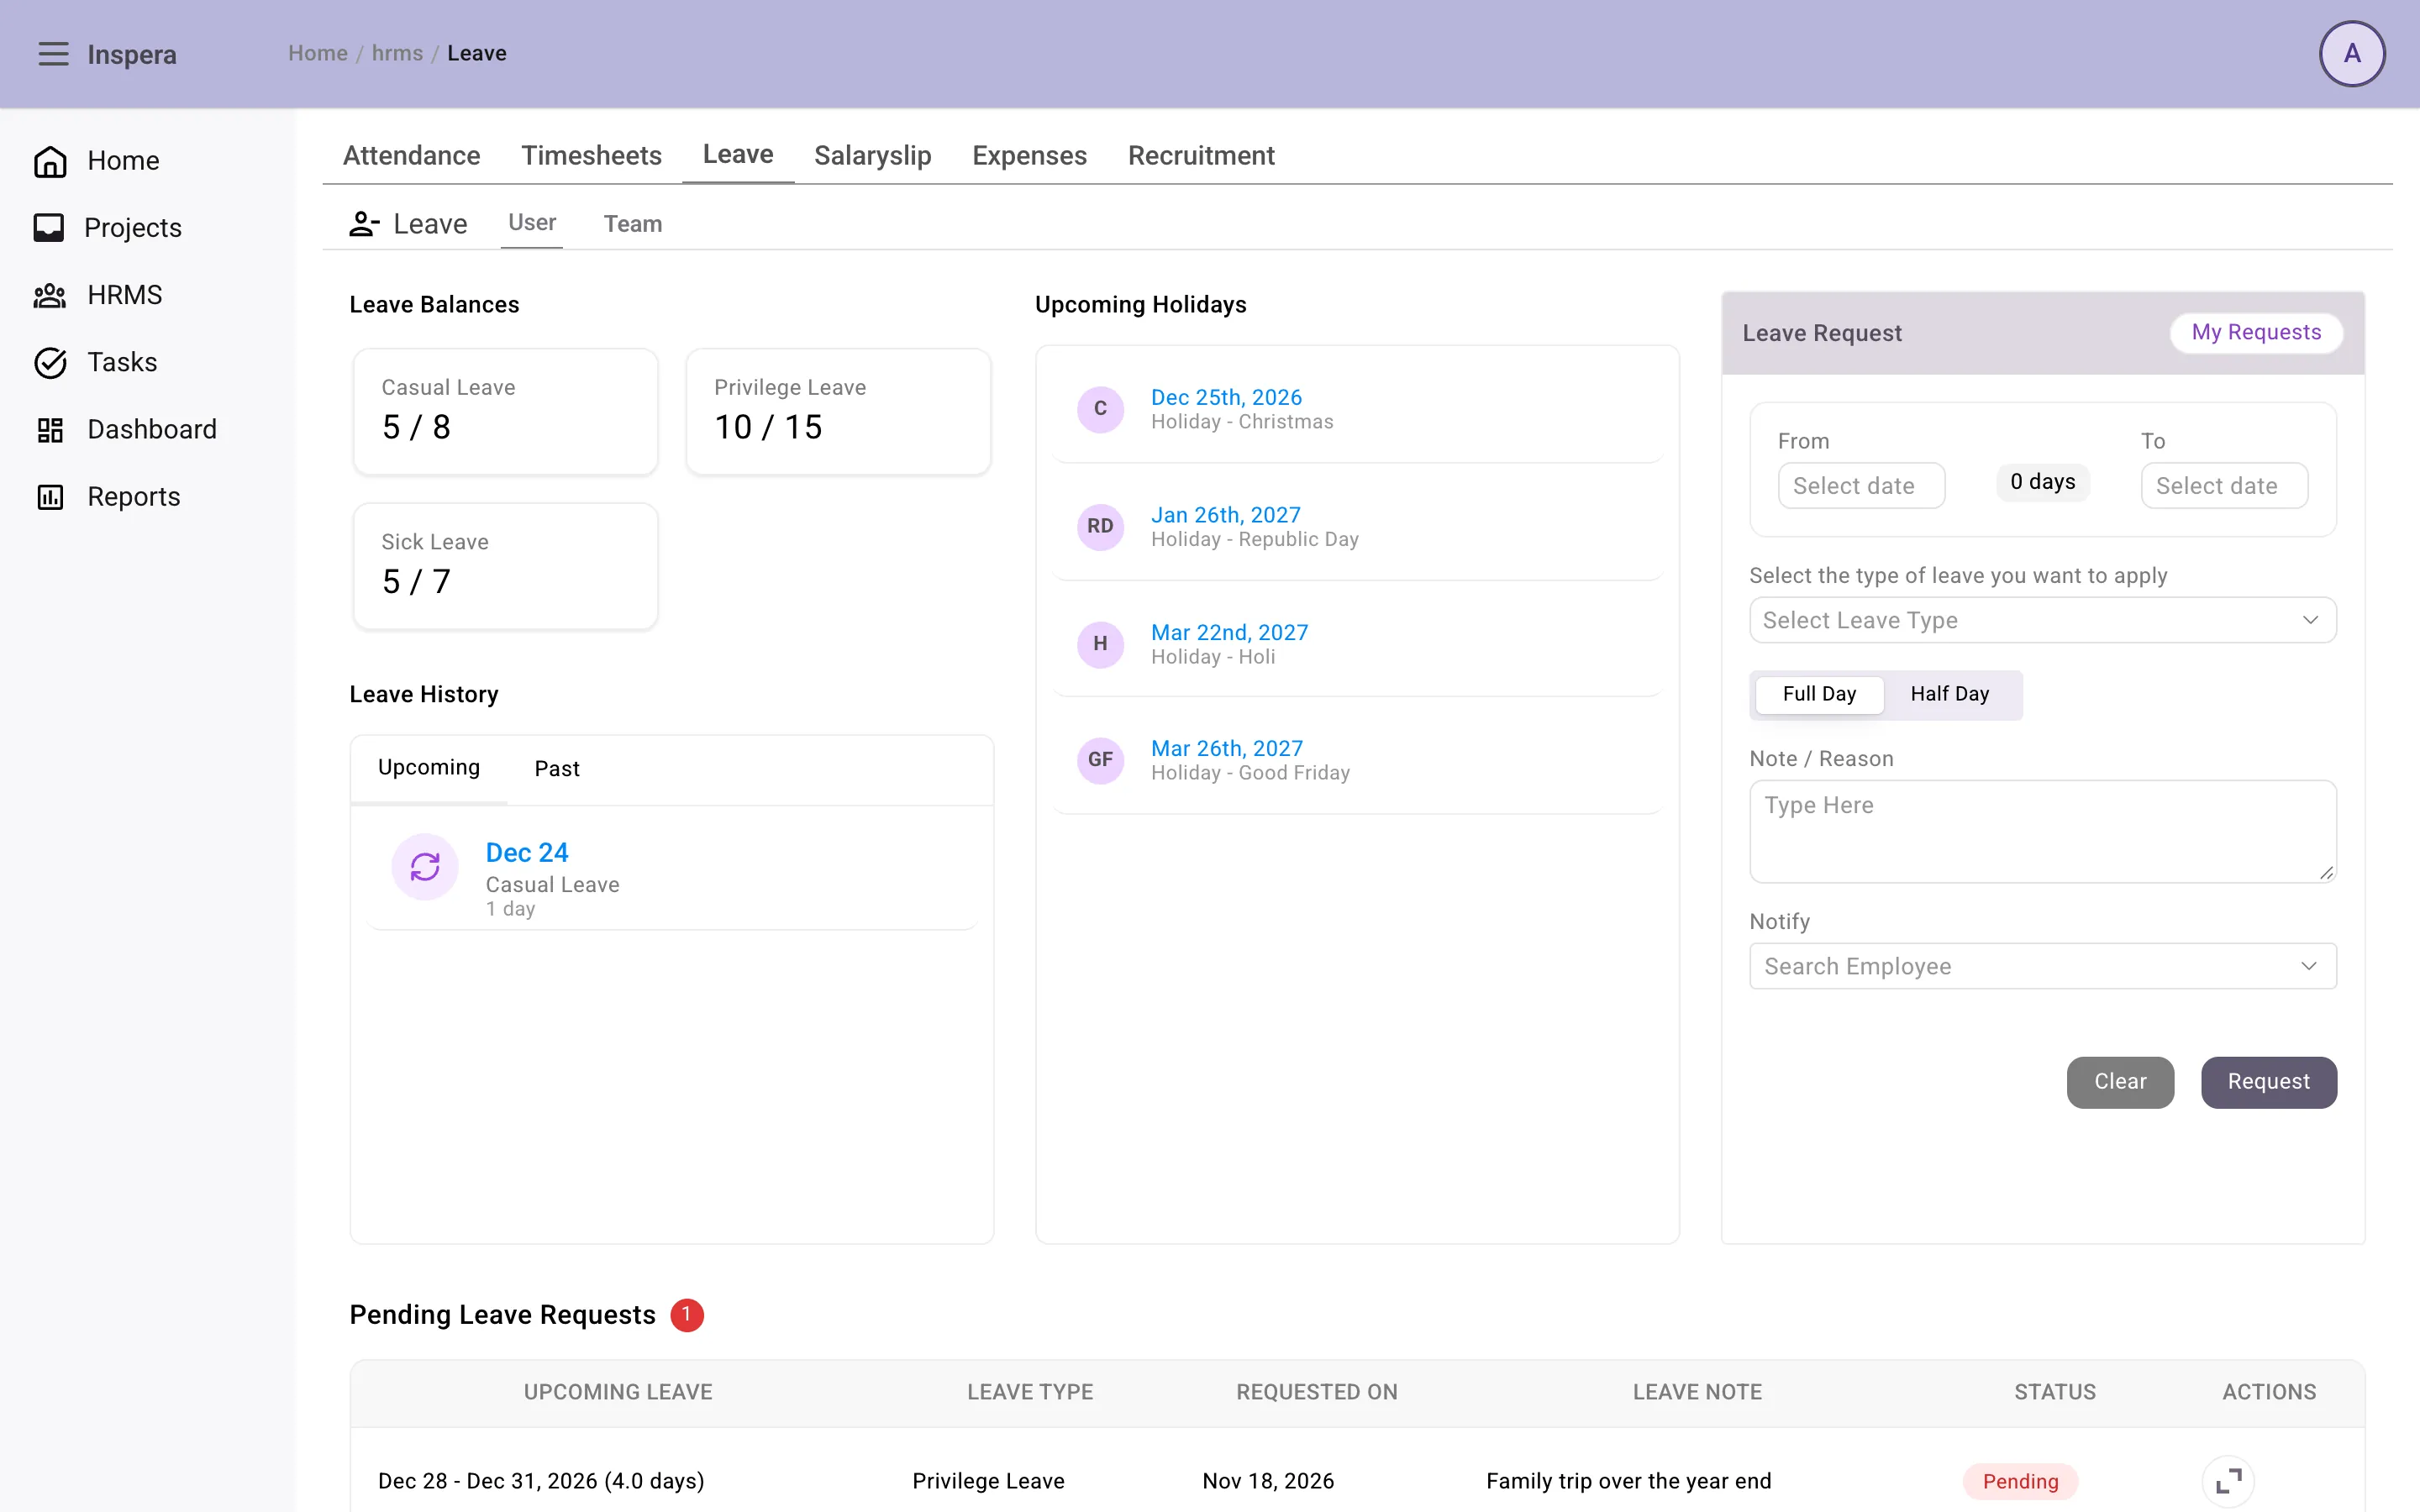 Inspera
Home / hrms / Leave
A
Home
Projects
HRMS
Tasks
Dashboard
Reports
Attendance
Timesheets
Leave
Salaryslip
Expenses
Recruitment
Leave
User
Team
Leave Balances
Casual Leave
5 / 8
Privilege Leave
10 / 15
Sick Leave
5 / 7
Leave History
Upcoming
Past
Dec 24
Casual Leave
1 day
Upcoming Holidays
C
Dec 25th, 2026
Holiday - Christmas
RD
Jan 26th, 2027
Holiday - Republic Day
H
Mar 22nd, 2027
Holiday - Holi
GF
Mar 26th, 2027
Holiday - Good Friday
Leave Request
My Requests
From
To
Select date
0 days
Select date
Select the type of leave you want to apply
Select Leave Type
Full Day
Half Day
Note / Reason
Type Here
Notify
Search Employee
Clear
Request
Pending Leave Requests 1
UPCOMING LEAVE
LEAVE TYPE
REQUESTED ON
LEAVE NOTE
STATUS
ACTIONS
Dec 28 - Dec 31, 2026 (4.0 days)
Privilege Leave
Nov 18, 2026
Family trip over the year end
Pending